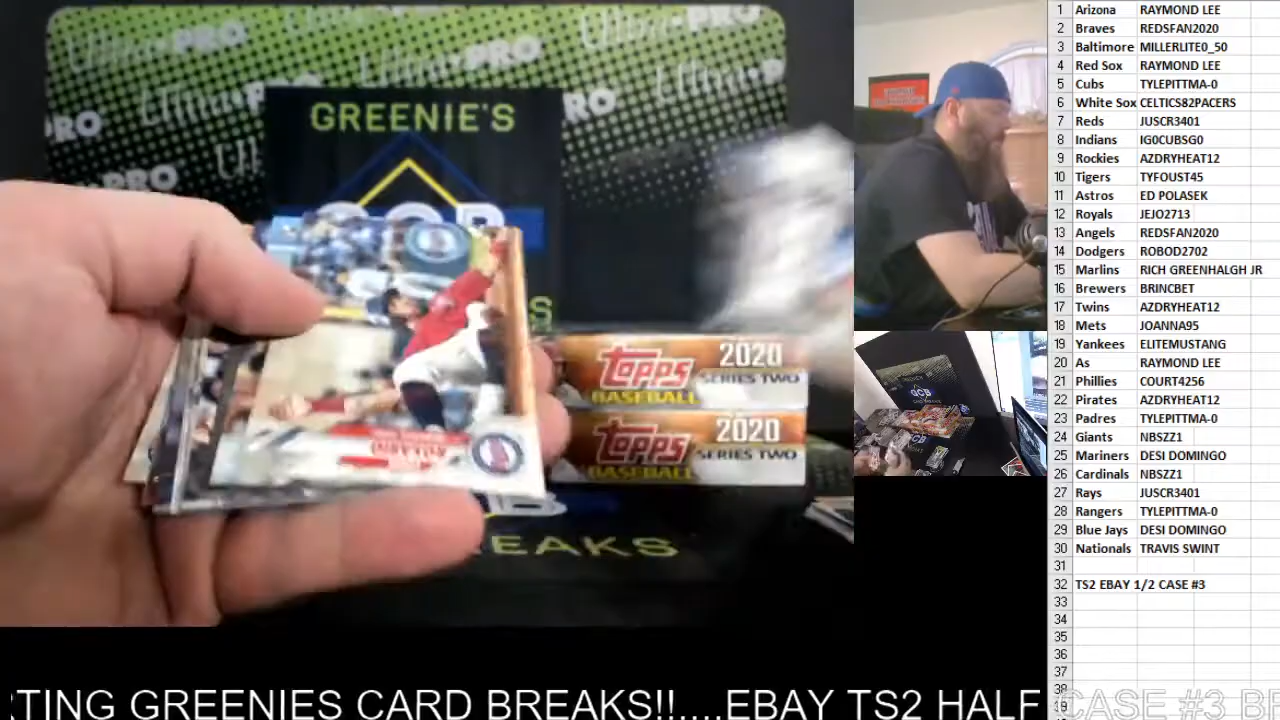 Ultra•PRO
Ultra•PRO
Ultra•PRO
GREENIE'S
GCB
Topps
BASEBALL
2020
SERIES TWO
Topps
BASEBALL
2020
SERIES TWO
EAKS
1 Arizona RAYMOND LEE
2 Braves REDSFAN2020
3 Baltimore MILLERLITE0_50
4 Red Sox RAYMOND LEE
5 Cubs TYLEPITTMA-0
6 White Sox CELTICS82PACERS
7 Reds JUSCR3401
8 Indians IG0CUBSG0
9 Rockies AZDRYHEAT12
10 Tigers TYFOUST45
11 Astros ED POLASEK
12 Royals JEJO2713
13 Angels REDSFAN2020
14 Dodgers ROBOD2702
15 Marlins RICH GREENHALGH JR
16 Brewers BRINCBET
17 Twins AZDRYHEAT12
18 Mets JOANNA95
19 Yankees ELITEMUSTANG
20 As RAYMOND LEE
21 Phillies COURT4256
22 Pirates AZDRYHEAT12
23 Padres TYLEPITTMA-0
24 Giants NBSZZ1
25 Mariners DESI DOMINGO
26 Cardinals NBSZZ1
27 Rays JUSCR3401
28 Rangers TYLEPITTMA-0
29 Blue Jays DESI DOMINGO
30 Nationals TRAVIS SWINT
31
32 TS2 EBAY 1/2 CASE #3
33
34
35
36
37
38
TING GREENIES CARD BREAKS!!....EBAY TS2 HALF CASE #3 BR